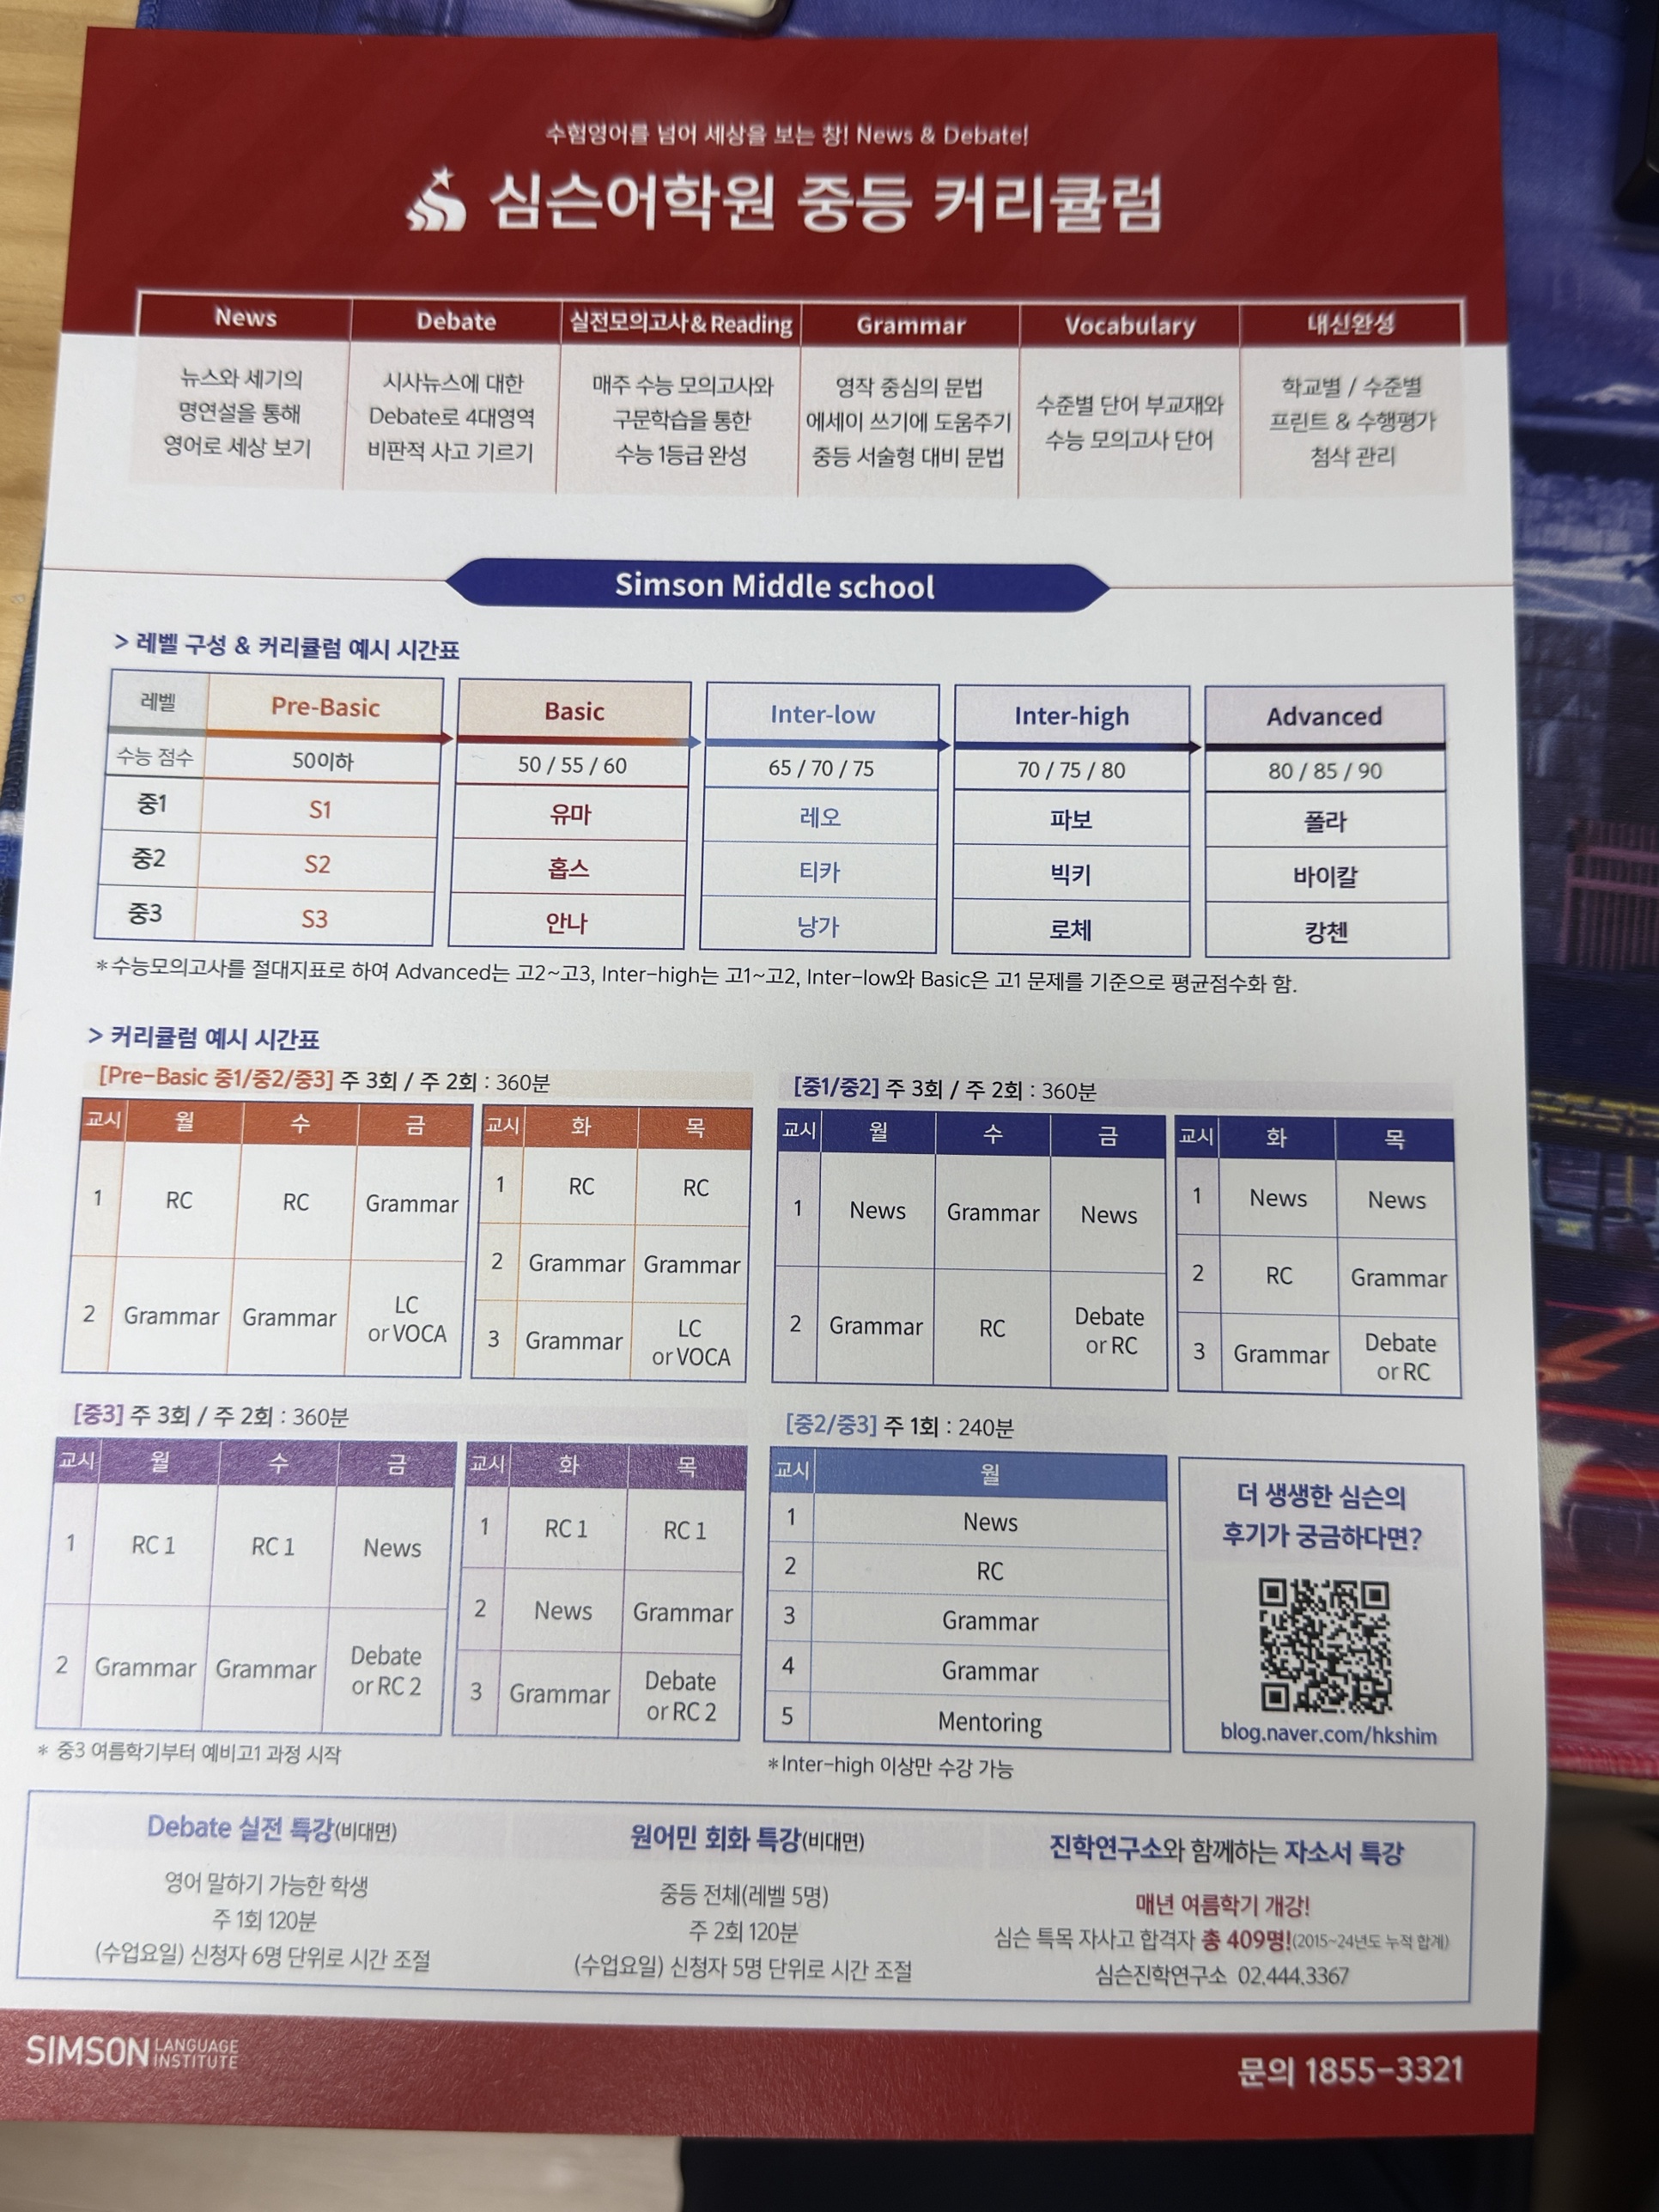 수험영어를 넘어 세상을 보는 창! News & Debate!
심슨어학원 중등 커리큘럼
News Debate 실전모의고사 & Reading Grammar Vocabulary 내신완성
뉴스와 세기의
명연설을 통해
영어로 세상 보기
시사뉴스에 대한
Debate로 4대영역
비판적 사고 기르기
매주 수능 모의고사와
구문학습을 통한
수능 1등급 완성
영작 중심의 문법
에세이 쓰기에 도움주기
중등 서술형 대비 문법
수준별 단어 부교재와
수능 모의고사 단어
학교별 / 수준별
프린트 & 수행평가
첨삭 관리
Simson Middle school
> 레벨 구성 & 커리큘럼 예시 시간표
레벨 Pre-Basic Basic Inter-low Inter-high Advanced
수능 점수 50이하 50 / 55 / 60 65 / 70 / 75 70 / 75 / 80 80 / 85 / 90
중1 S1 유마 레오 파보 폴라
중2 S2 홉스 티카 빅키 바이칼
중3 S3 안나 낭가 로체 캉첸
*수능모의고사를 절대지표로 하여 Advanced는 고2~고3, Inter-high는 고1~고2, Inter-low와 Basic은 고1 문제를 기준으로 평균점수화 함.
> 커리큘럼 예시 시간표
[Pre-Basic 중1/중2/중3] 주 3회 / 주 2회 : 360분
교시 월 수 금
1 RC RC Grammar
2 Grammar Grammar LC
or VOCA
교시 화 목
1 RC RC
2 Grammar Grammar
3 Grammar LC
or VOCA
[중1/중2] 주 3회 / 주 2회 : 360분
교시 월 수 금
1 News Grammar News
2 Grammar RC Debate
or RC
교시 화 목
1 News News
2 RC Grammar
3 Grammar Debate
or RC
[중3] 주 3회 / 주 2회 : 360분
교시 월 수 금
1 RC 1 RC 1 News
2 Grammar Grammar Debate
or RC 2
교시 화 목
1 RC 1 RC 1
2 News Grammar
3 Grammar Debate
or RC 2
* 중3 여름학기부터 예비고1 과정 시작
[중2/중3] 주 1회 : 240분
교시 월
1 News
2 RC
3 Grammar
4 Grammar
5 Mentoring
*Inter-high 이상만 수강 가능
더 생생한 심슨의
후기가 궁금하다면?
blog.naver.com/hkshim
Debate 실전 특강(비대면)
영어 말하기 가능한 학생
주 1회 120분
(수업요일) 신청자 6명 단위로 시간 조절
원어민 회화 특강(비대면)
중등 전체(레벨 5명)
주 2회 120분
(수업요일) 신청자 5명 단위로 시간 조절
진학연구소와 함께하는 자소서 특강
매년 여름학기 개강!
심슨 특목 자사고 합격자 총 409명!(2015~24년도 누적 합계)
심슨진학연구소 02.444.3367
SIMSON LANGUAGE
INSTITUTE
문의 1855-3321